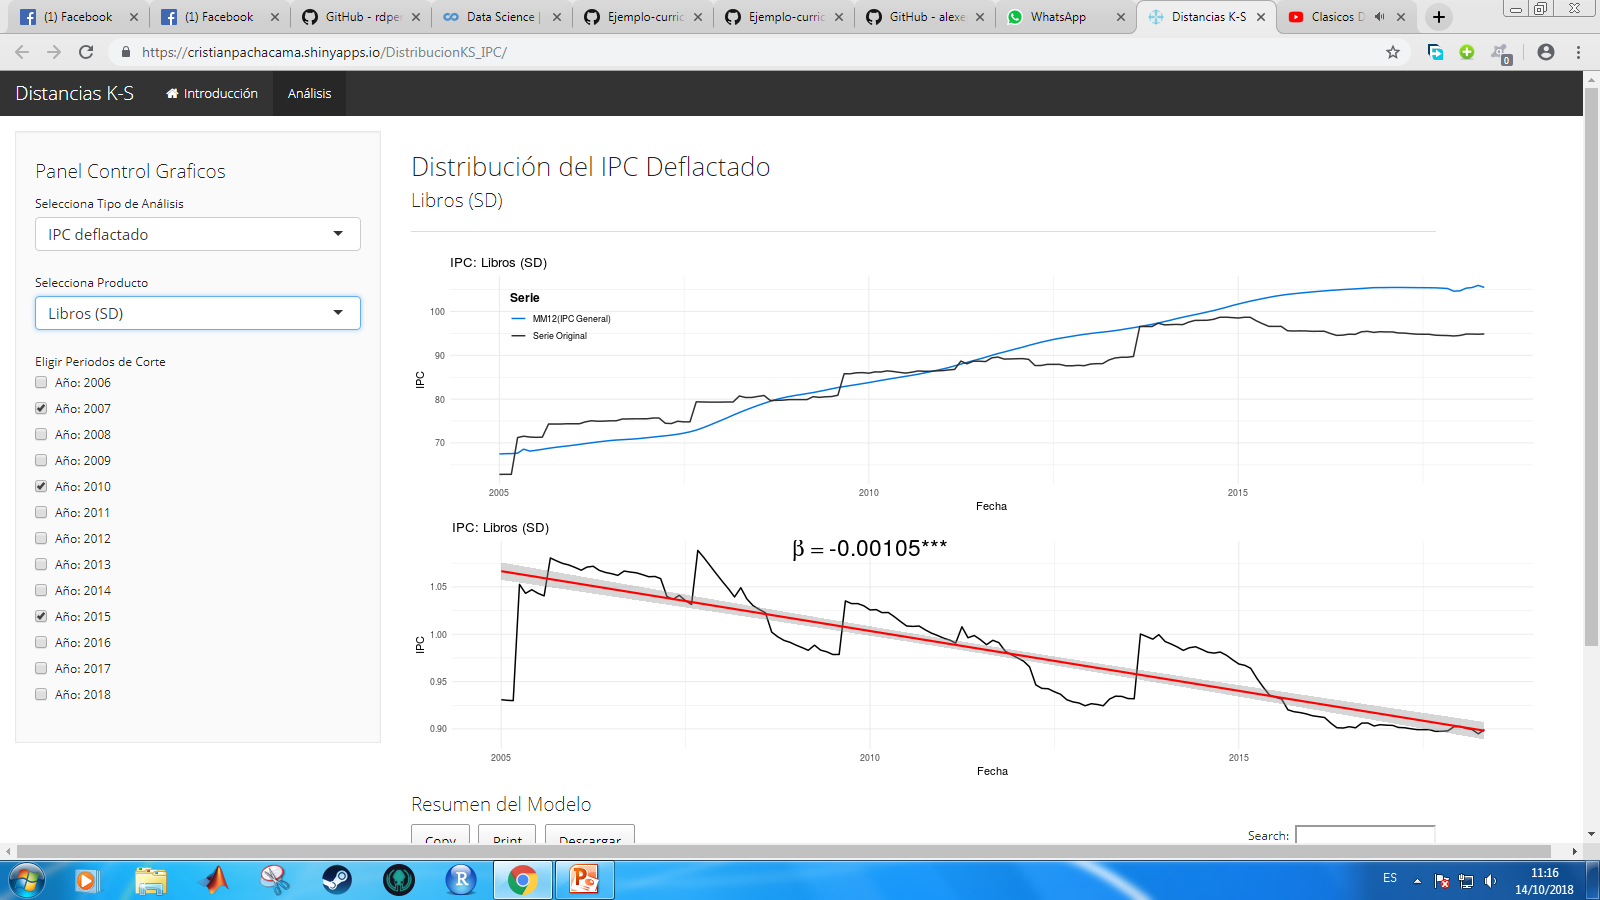 (1) Facebook
(1) Facebook
GitHub - rdpe
Data Science |
Ejemplo-curric
Ejemplo-curric
GitHub - alexe
WhatsApp
Distancias K-S
Clasicos D
https://cristianpachacama.shinyapps.io/DistribucionKS_IPC/
0
Distancias K-S
Introducción
Análisis
Panel Control Graficos
Selecciona Tipo de Análisis
IPC deflactado
Selecciona Producto
Libros (SD)
Eligir Periodos de Corte
Año: 2006
Año: 2007
Año: 2008
Año: 2009
Año: 2010
Año: 2011
Año: 2012
Año: 2013
Año: 2014
Año: 2015
Año: 2016
Año: 2017
Año: 2018
Distribución del IPC Deflactado
Libros (SD)
IPC: Libros (SD)
Serie
MM12(IPC General)
Serie Original
100
90
80
70
IPC
2005
2010
2015
Fecha
IPC: Libros (SD)
β = -0.00105***
1.05
1.00
0.95
0.90
IPC
2005
2010
2015
Fecha
Resumen del Modelo
Copy
Print
Descargar
Search:
ES
11:16
14/10/2018